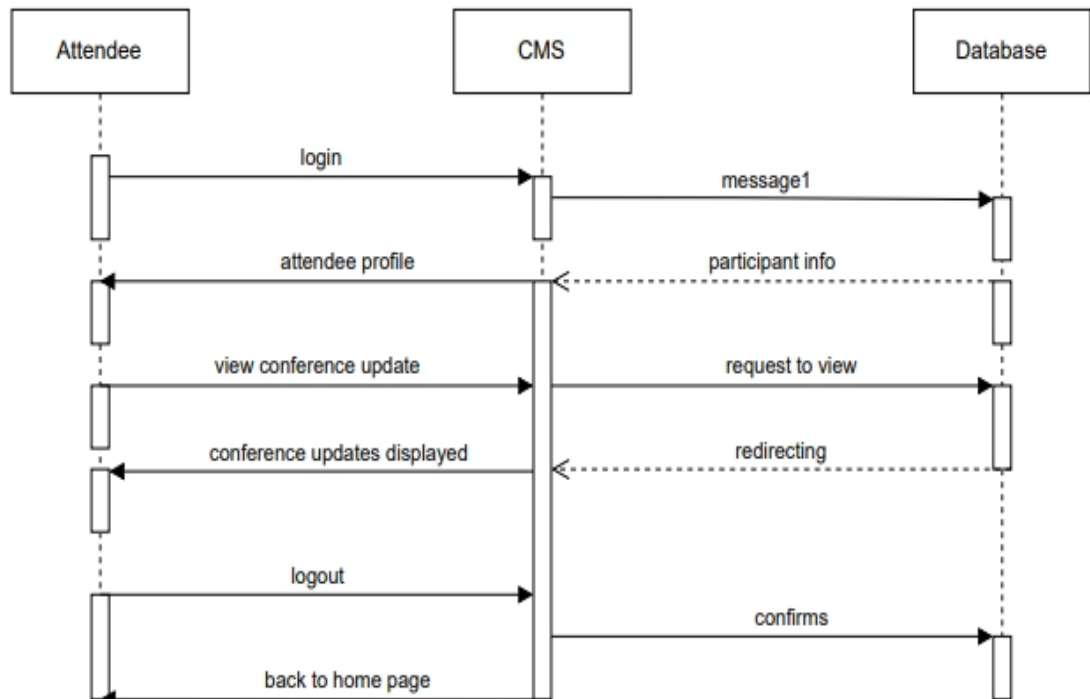 Attendee
CMS
Database
login
message1
attendee profile
participant info
view conference update
request to view
conference updates displayed
redirecting
logout
confirms
back to home page